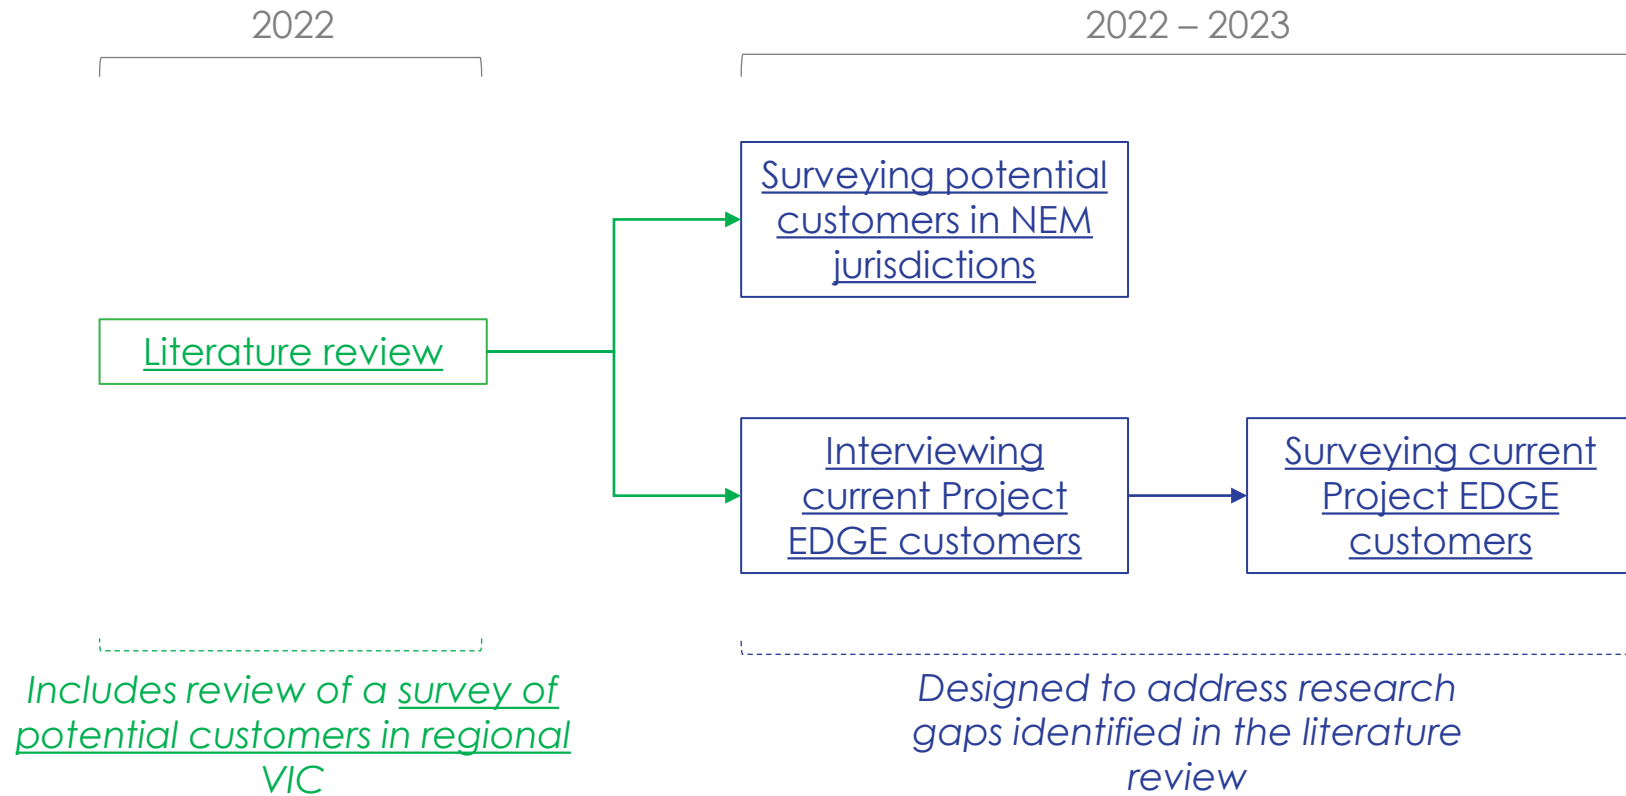 2022
2022 – 2023
Surveying potential
customers in NEM
jurisdictions
Literature review
Interviewing
current Project
EDGE customers
Surveying current
Project EDGE
customers
Includes review of a survey of
potential customers in regional
VIC
Designed to address research
gaps identified in the literature
review